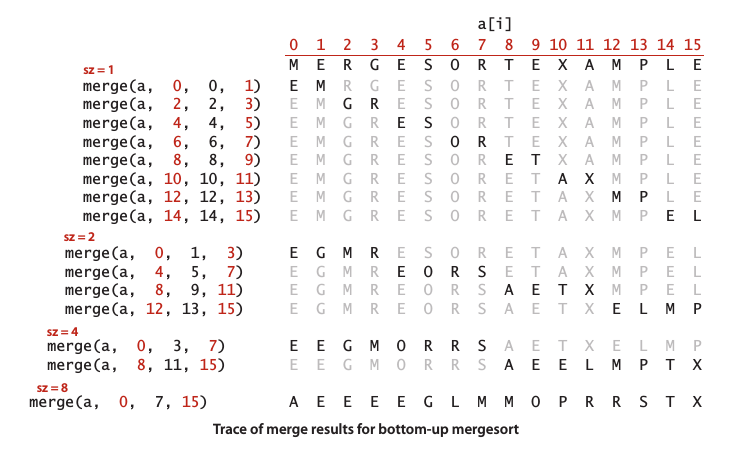 a[i]
0 1 2 3 4 5 6 7 8 9 10 11 12 13 14 15
M E R G E S O R T E X A M P L E
sz = 1
merge(a, 0, 0, 1) E M R G E S O R T E X A M P L E
merge(a, 2, 2, 3) E M G R E S O R T E X A M P L E
merge(a, 4, 4, 5) E M G R E S O R T E X A M P L E
merge(a, 6, 6, 7) E M G R E S O R T E X A M P L E
merge(a, 8, 8, 9) E M G R E S O R E T X A M P L E
merge(a, 10, 10, 11) E M G R E S O R E T A X M P L E
merge(a, 12, 12, 13) E M G R E S O R E T A X M P L E
merge(a, 14, 14, 15) E M G R E S O R E T A X M P E L
sz = 2
merge(a, 0, 1, 3) E G M R E S O R E T A X M P E L
merge(a, 4, 5, 7) E G M R E O R S E T A X M P E L
merge(a, 8, 9, 11) E G M R E O R S A E T X M P E L
merge(a, 12, 13, 15) E G M R E O R S A E T X E L M P
sz = 4
merge(a, 0, 3, 7) E E G M O R R S A E T X E L M P
merge(a, 8, 11, 15) E E G M O R R S A E E L M P T X
sz = 8
merge(a, 0, 7, 15) A E E E E G L M M O P R R S T X
Trace of merge results for bottom-up mergesort